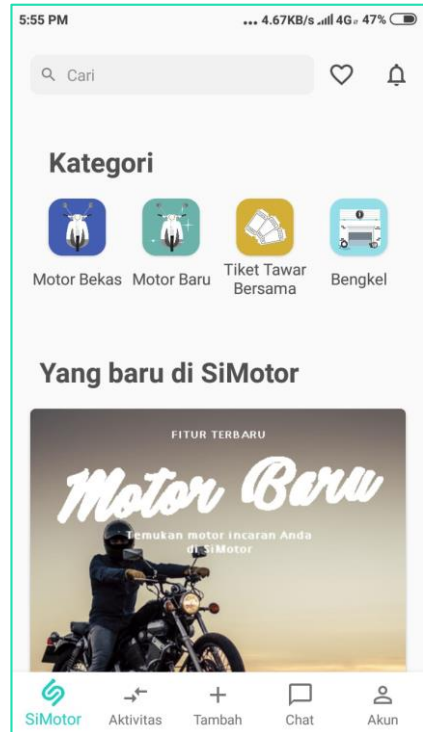 5:55 PM ... 4.67KB/s 4G 47%
Cari
Kategori
Motor Bekas
Motor Baru
Tiket Tawar
Bersama
Bengkel
Yang baru di SiMotor
FITUR TERBARU
Motor Baru
Temukan motor incaran Anda
di SiMotor
SiMotor
Aktivitas
Tambah
Chat
Akun